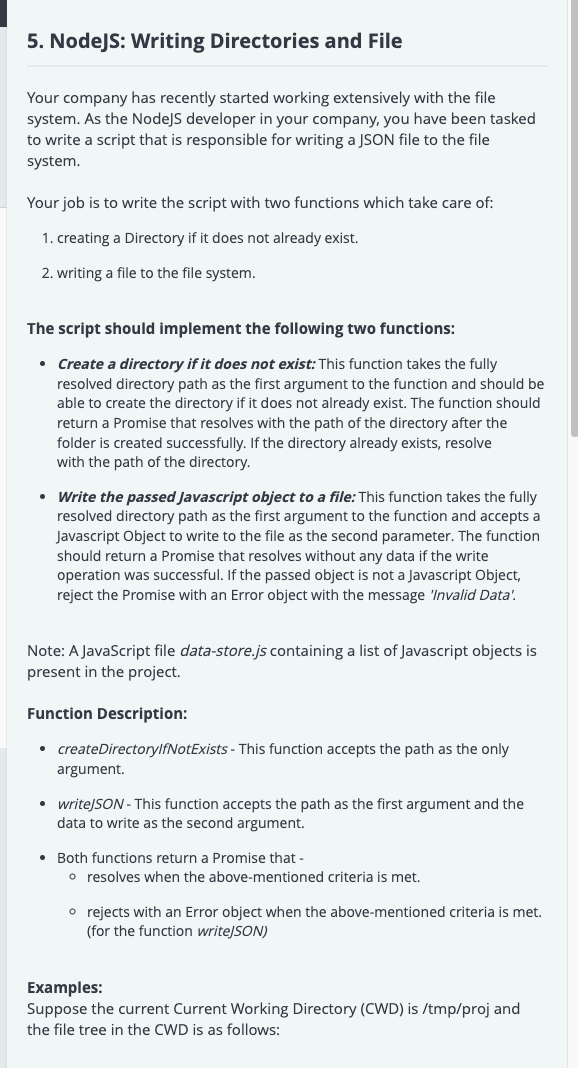 5. NodeJS: Writing Directories and File
Your company has recently started working extensively with the file
system. As the NodeJS developer in your company, you have been tasked
to write a script that is responsible for writing a JSON file to the file
system.
Your job is to write the script with two functions which take care of:
1. creating a Directory if it does not already exist.
2. writing a file to the file system.
The script should implement the following two functions:
• Create a directory if it does not exist: This function takes the fully
resolved directory path as the first argument to the function and should be
able to create the directory if it does not already exist. The function should
return a Promise that resolves with the path of the directory after the
folder is created successfully. If the directory already exists, resolve
with the path of the directory.
• Write the passed Javascript object to a file: This function takes the fully
resolved directory path as the first argument to the function and accepts a
Javascript Object to write to the file as the second parameter. The function
should return a Promise that resolves without any data if the write
operation was successful. If the passed object is not a Javascript Object,
reject the Promise with an Error object with the message 'Invalid Data'.
Note: A JavaScript file data-store.js containing a list of Javascript objects is
present in the project.
Function Description:
• createDirectoryIfNotExists - This function accepts the path as the only
argument.
• writeJSON - This function accepts the path as the first argument and the
data to write as the second argument.
• Both functions return a Promise that -
○ resolves when the above-mentioned criteria is met.
○ rejects with an Error object when the above-mentioned criteria is met.
(for the function writeJSON)
Examples:
Suppose the current Current Working Directory (CWD) is /tmp/proj and
the file tree in the CWD is as follows: